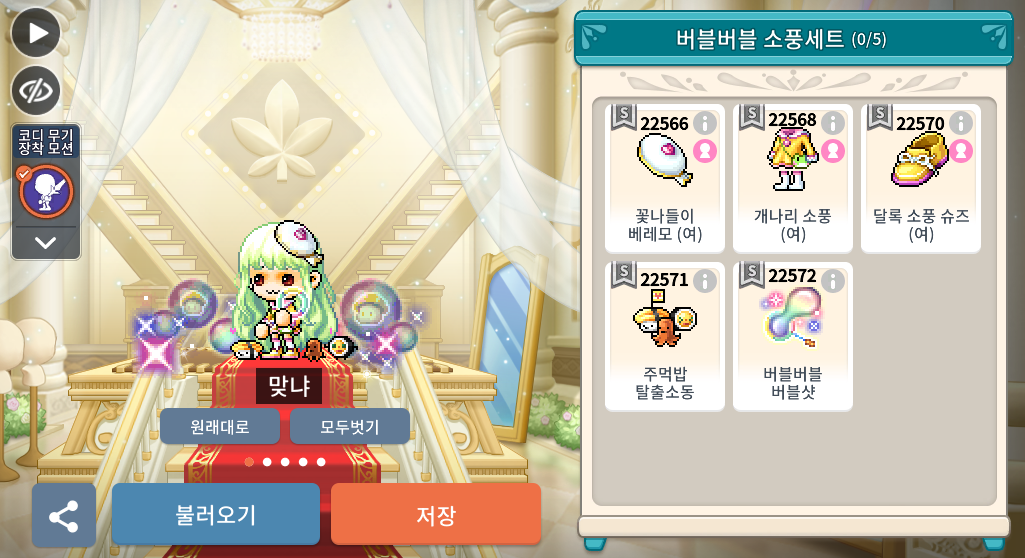 버블버블 소풍세트 (0/5)
코디 무기
장착 모션
S 22566
꽃나들이
베레모 (여)
S 22568
개나리 소풍
(여)
S 22570
달록 소풍 슈즈
(여)
S 22571
주먹밥
탈출소동
S 22572
버블버블
버블샷
맞냐
원래대로
모두벗기
불러오기
저장